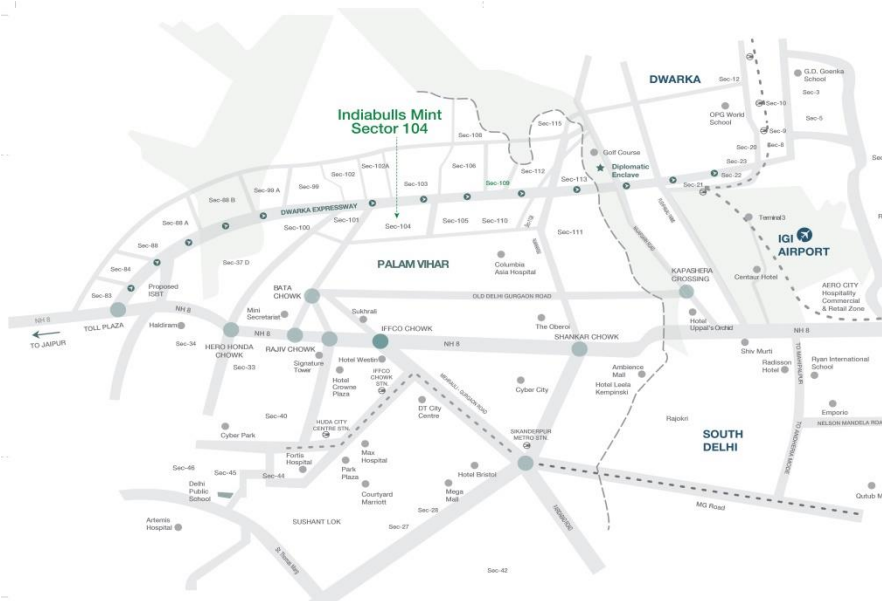 DWARKA
Sec-12
G.D. Goenka
School
Sec-3
Sec-10
OPG World
School
Sec-5
Sec-9
Sec-8
Indiabulls Mint
Sector 104
Sec-108
Sec-115
Sec-20
Golf Course
Sec-23
Sec-102A
Sec-106
Sec-112
Diplomatic
Enclave
Sec-22
Sec-102
Sec-103
Sec-109
Sec-113
Sec-21
Sec-99
Sec-99 A
Sec-88 B
DWARKA EXPRESSWAY
Sec-101
Sec-104
Sec-105
Sec-110
Sec-111
Sec-100
Sec-88 A
Terminal3
IGI
AIRPORT
Sec-88
Sec-84
Sec-37 D
PALAM VIHAR
Columbia
Asia Hospital
KAPASHERA
CROSSING
Centaur Hotel
AERO CITY
Hospitality
Commercial
& Retail Zone
Proposed
ISBT
Sec-83
BATA
CHOWK
OLD DELHI GURGAON ROAD
NH 8
TOLL PLAZA
Haldiram
Mini
Secretariet
Sukhrali
IFFCO CHOWK
The Oberoi
SHANKAR CHOWK
Hotal
Uppal's Orchid
NH 8
TO JAIPUR
HERO HONDA
CHOWK
NH 8
RAJIV CHOWK
NH 8
Sec-34
Sec-33
Signature
Tower
Hotel Westin
Hotel
Crowne
Plaza
IFFCO
CHOWK
STN.
MEHRAULI - GURGAON ROAD
Cyber City
Ambience
Mall
Hotel Leela
Kempinski
Shiv Murti
Radisson
Hotel
TO MAHIPALPUR
Ryan International
School
DT City
Centre
Emporio
Sec-40
HUDA CITY
CENTRE STN.
Cyber Park
SIKANDERPUR
METRO STN.
Rajokri
SOUTH
DELHI
NELSON MANDELA ROAD
Fortis
Hospital
Max
Hospital
Park
Plaza
Hotel Bristol
Sec-46
Sec-45
Sec-44
Delhi
Public
School
Courtyard
Marriott
Mega
Mall
MG Road
Artemis
Hospital
SUSHANT LOK
Sec-28
Sec-27
Sec-42